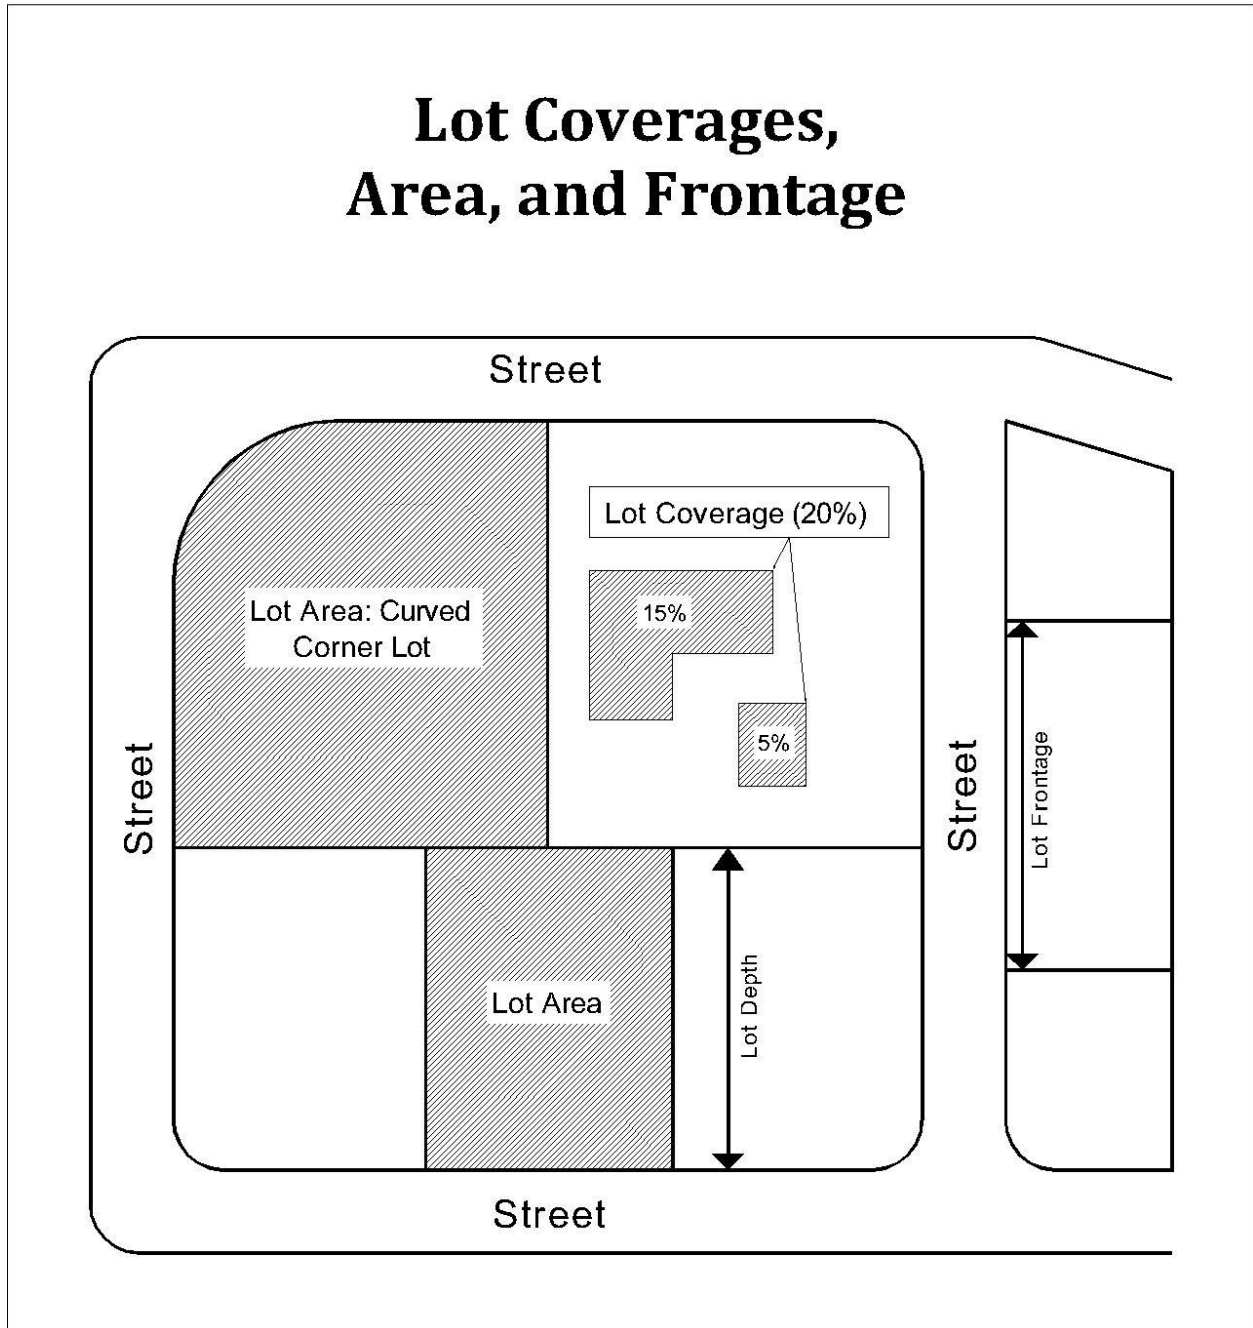 Lot Coverages,
Area, and Frontage
Street
Lot Coverage (20%)
15%
Lot Area: Curved
Corner Lot
5%
Street
Street
Lot Frontage
Lot Area
Lot Depth
Street